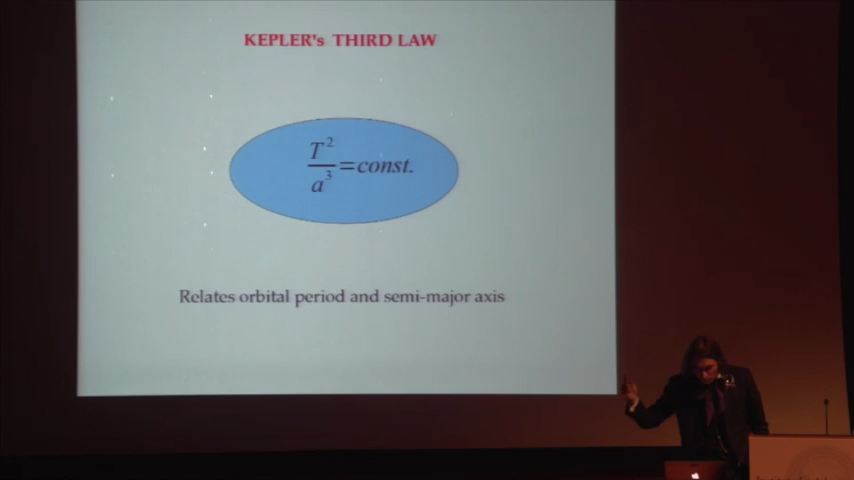 KEPLER's THIRD LAW
T² / a³ = const.
Relates orbital period and semi-major axis